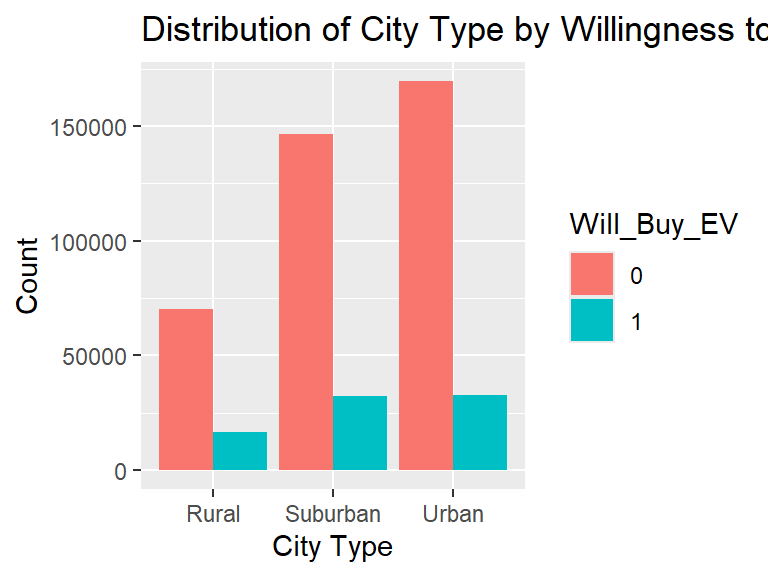 Distribution of City Type by Willingness to
150000
100000
50000
0
Count
Rural Suburban Urban
City Type
Will_Buy_EV
0
1